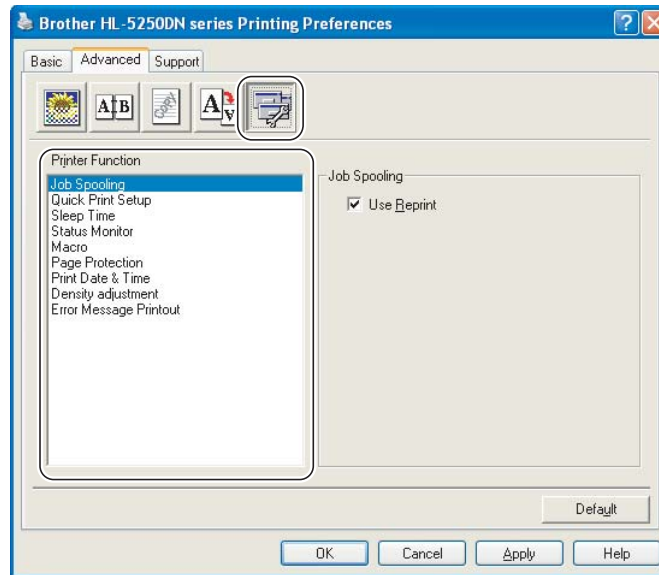 Brother HL-5250DN series Printing Preferences
Basic Advanced Support
A B
A A
Printer Function
Job Spooling
Quick Print Setup
Sleep Time
Status Monitor
Macro
Page Protection
Print Date & Time
Density adjustment
Error Message Printout
Job Spooling
Use Reprint
Default
OK Cancel Apply Help